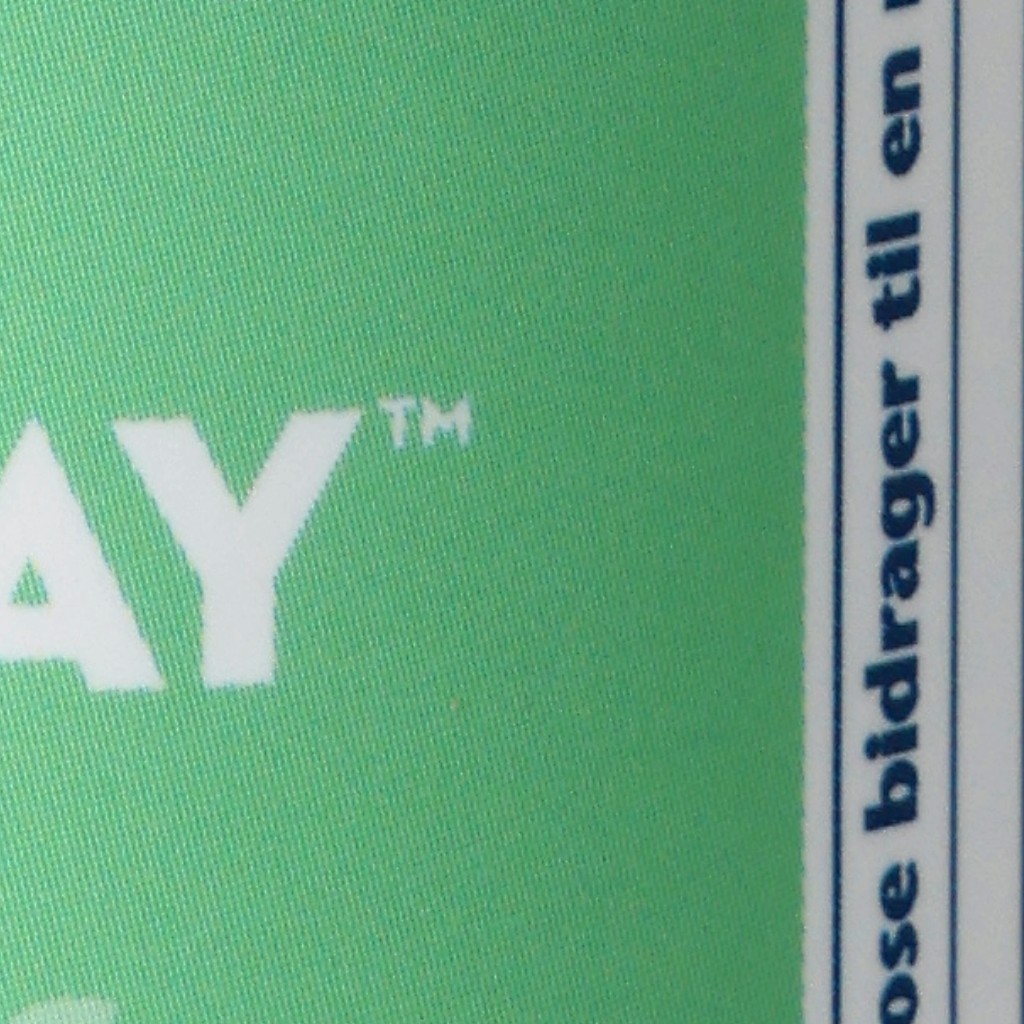 AY™
ose bidrager til en